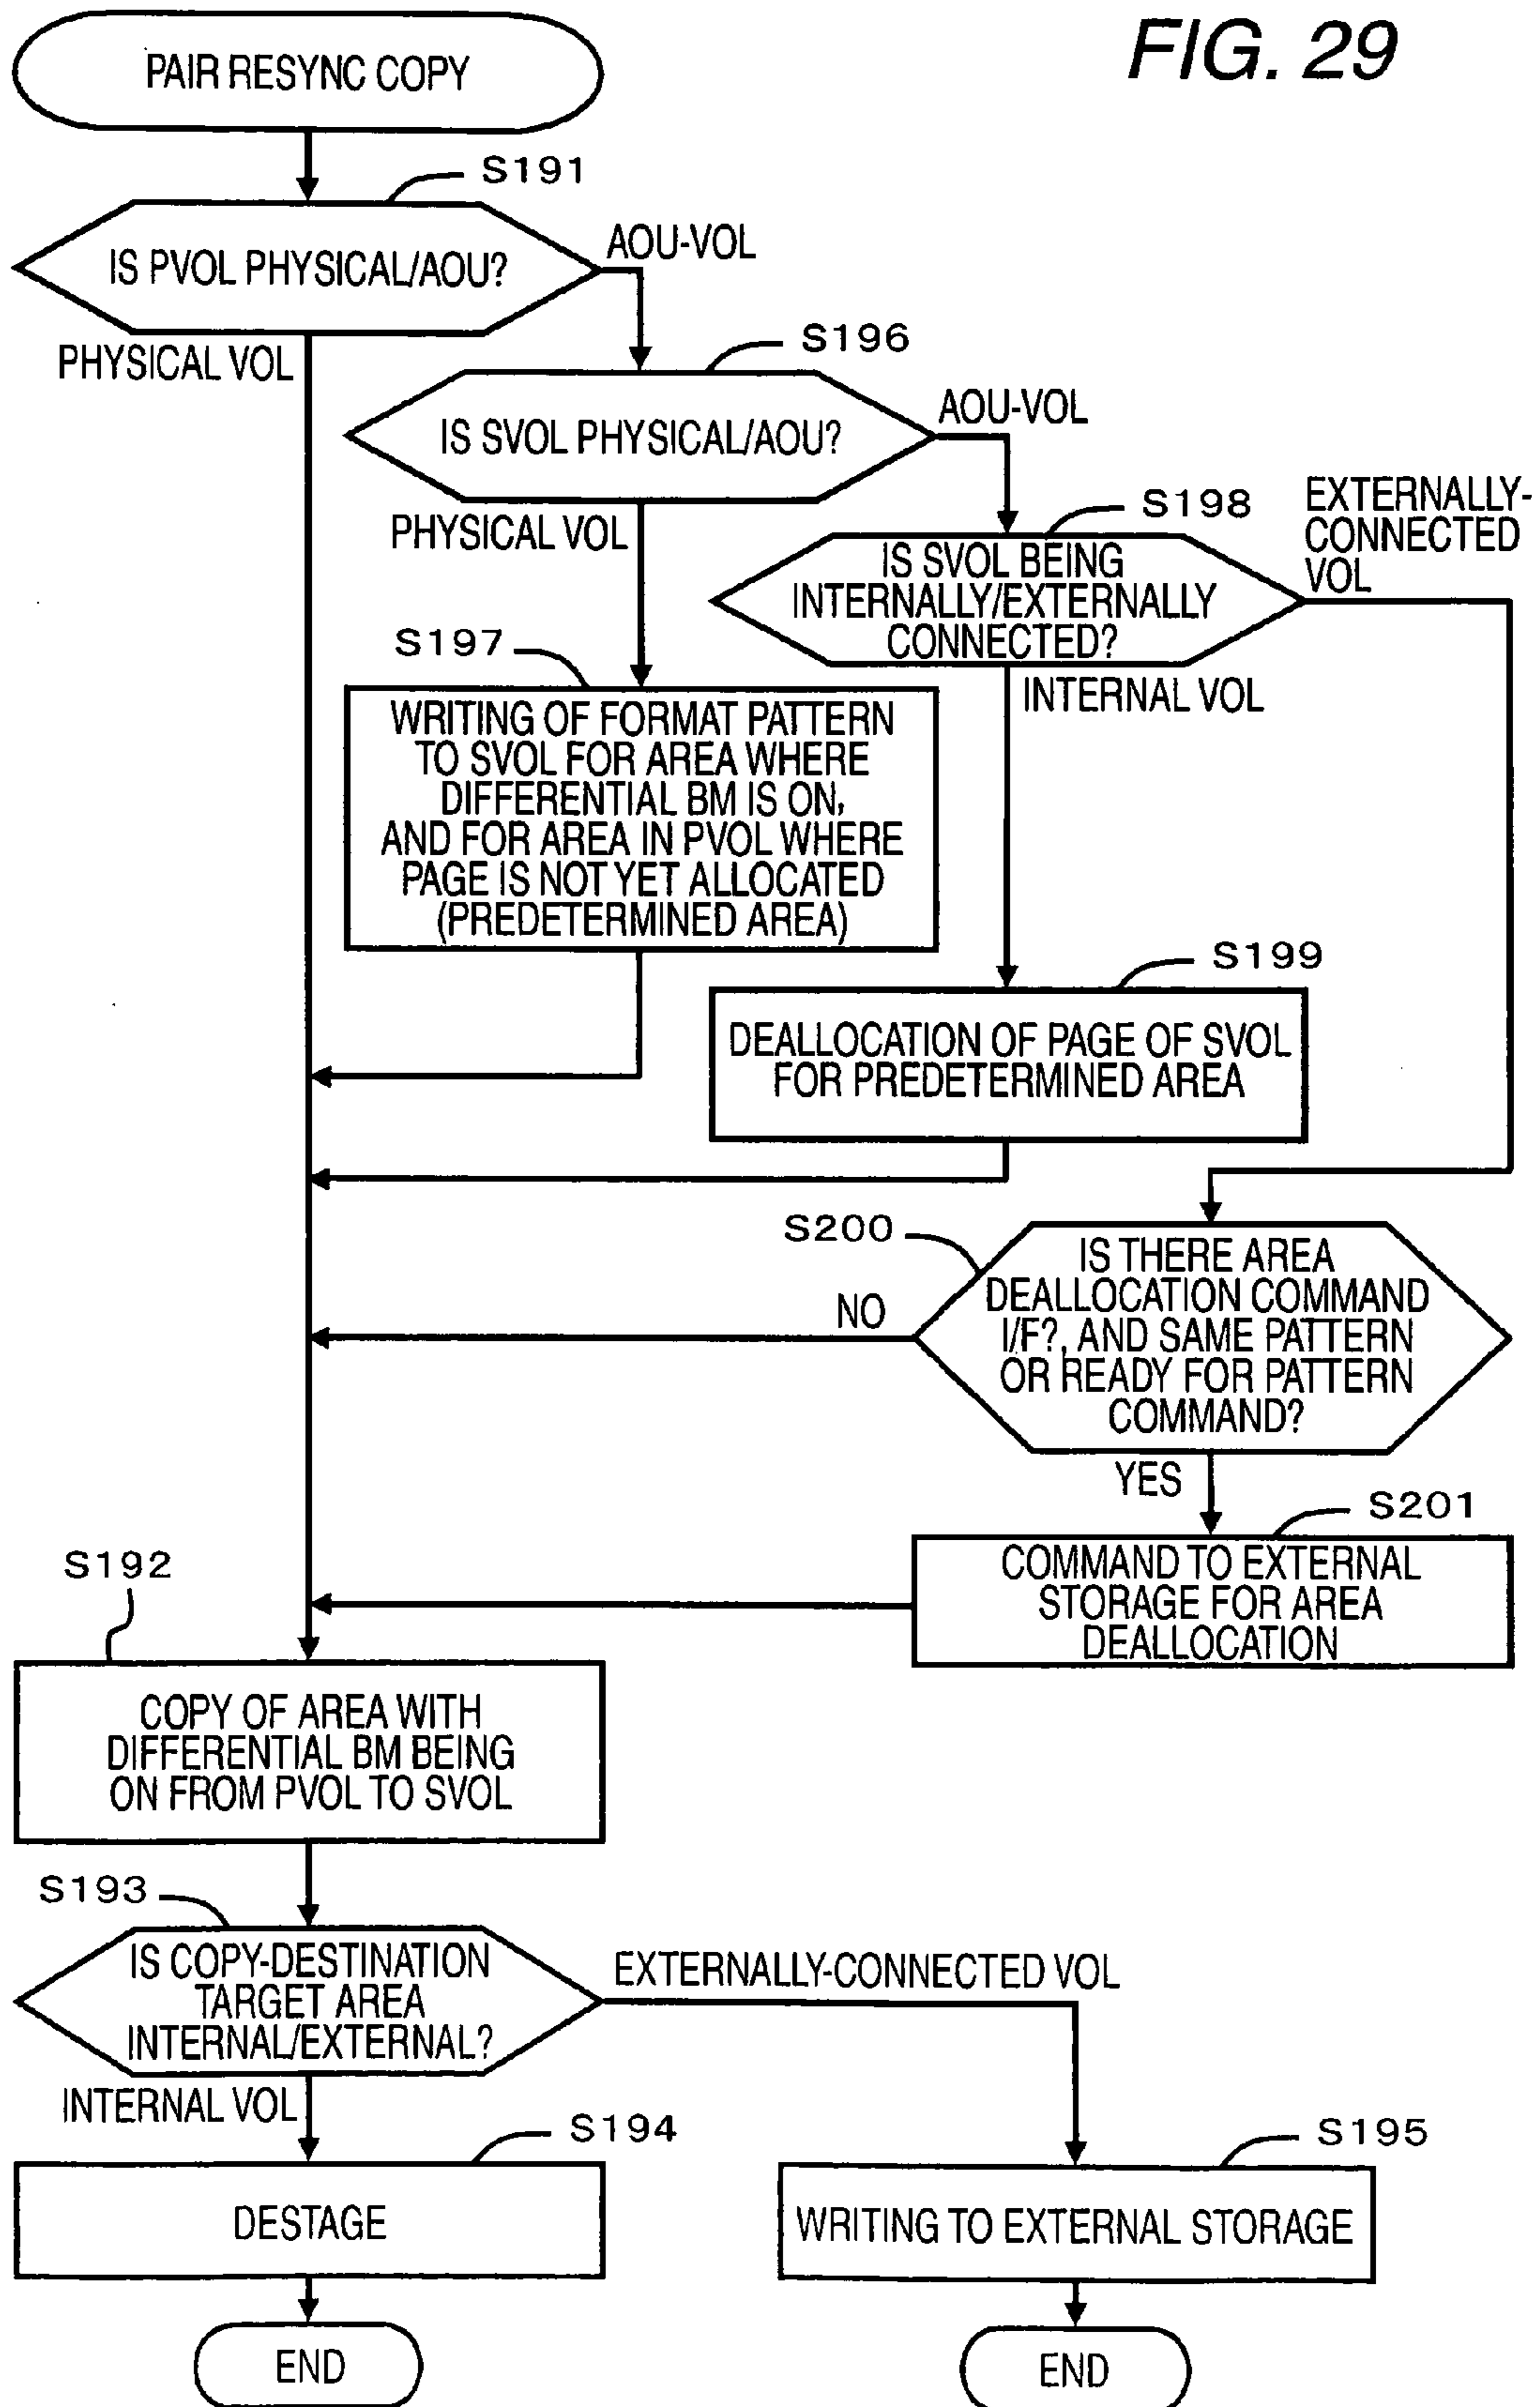 FIG. 29
PAIR RESYNC COPY
S191
IS PVOL PHYSICAL/AOU?
AOU-VOL
PHYSICAL VOL
S196
IS SVOL PHYSICAL/AOU?
AOU-VOL
PHYSICAL VOL
S198
EXTERNALLY-
CONNECTED
VOL
IS SVOL BEING
INTERNALLY/EXTERNALLY
CONNECTED?
INTERNAL VOL
S197
WRITING OF FORMAT PATTERN
TO SVOL FOR AREA WHERE
DIFFERENTIAL BM IS ON,
AND FOR AREA IN PVOL WHERE
PAGE IS NOT YET ALLOCATED
(PREDETERMINED AREA)
S199
DEALLOCATION OF PAGE OF SVOL
FOR PREDETERMINED AREA
S200
IS THERE AREA
DEALLOCATION COMMAND
I/F?, AND SAME PATTERN
OR READY FOR PATTERN
COMMAND?
NO
YES
S201
COMMAND TO EXTERNAL
STORAGE FOR AREA
DEALLOCATION
S192
COPY OF AREA WITH
DIFFERENTIAL BM BEING
ON FROM PVOL TO SVOL
S193
IS COPY-DESTINATION
TARGET AREA
INTERNAL/EXTERNAL?
EXTERNALLY-CONNECTED VOL
INTERNAL VOL
S194
DESTAGE
S195
WRITING TO EXTERNAL STORAGE
END
END